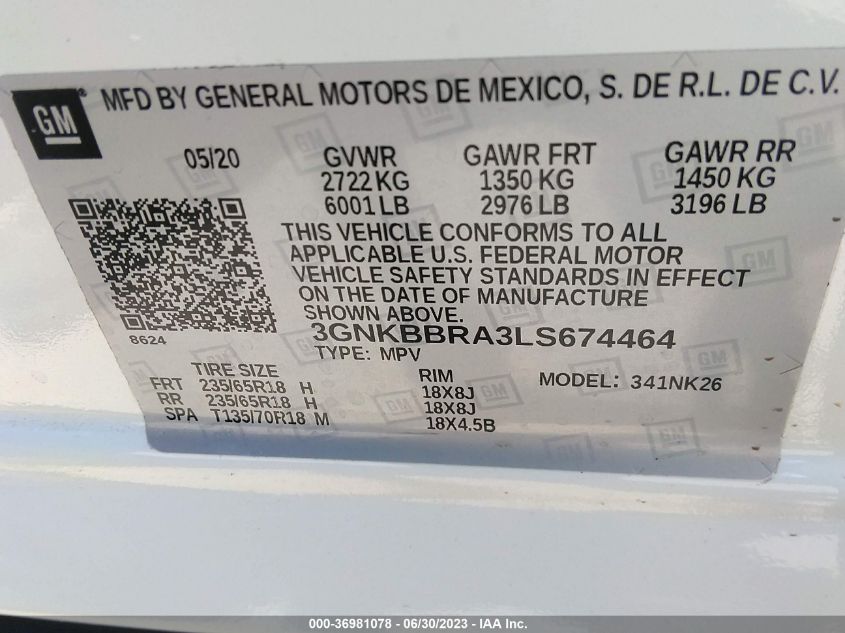 GM
MFD BY GENERAL MOTORS DE MEXICO, S. DE R.L. DE C.V.
05/20 GVWR GAWR FRT GAWR RR
2722 KG 1350 KG 1450 KG
6001 LB 2976 LB 3196 LB
THIS VEHICLE CONFORMS TO ALL
APPLICABLE U.S. FEDERAL MOTOR
VEHICLE SAFETY STANDARDS IN EFFECT
ON THE DATE OF MANUFACTURE
SHOWN ABOVE.
8624
3GNKBBRA3LS674464
TYPE: MPV
TIRE SIZE RIM MODEL: 341NK26
FRT 235/65R18 H 18X8J
RR 235/65R18 H 18X8J
SPA T135/70R18 M 18X4.5B
000-36981078 - 06/30/2023 - IAA Inc.